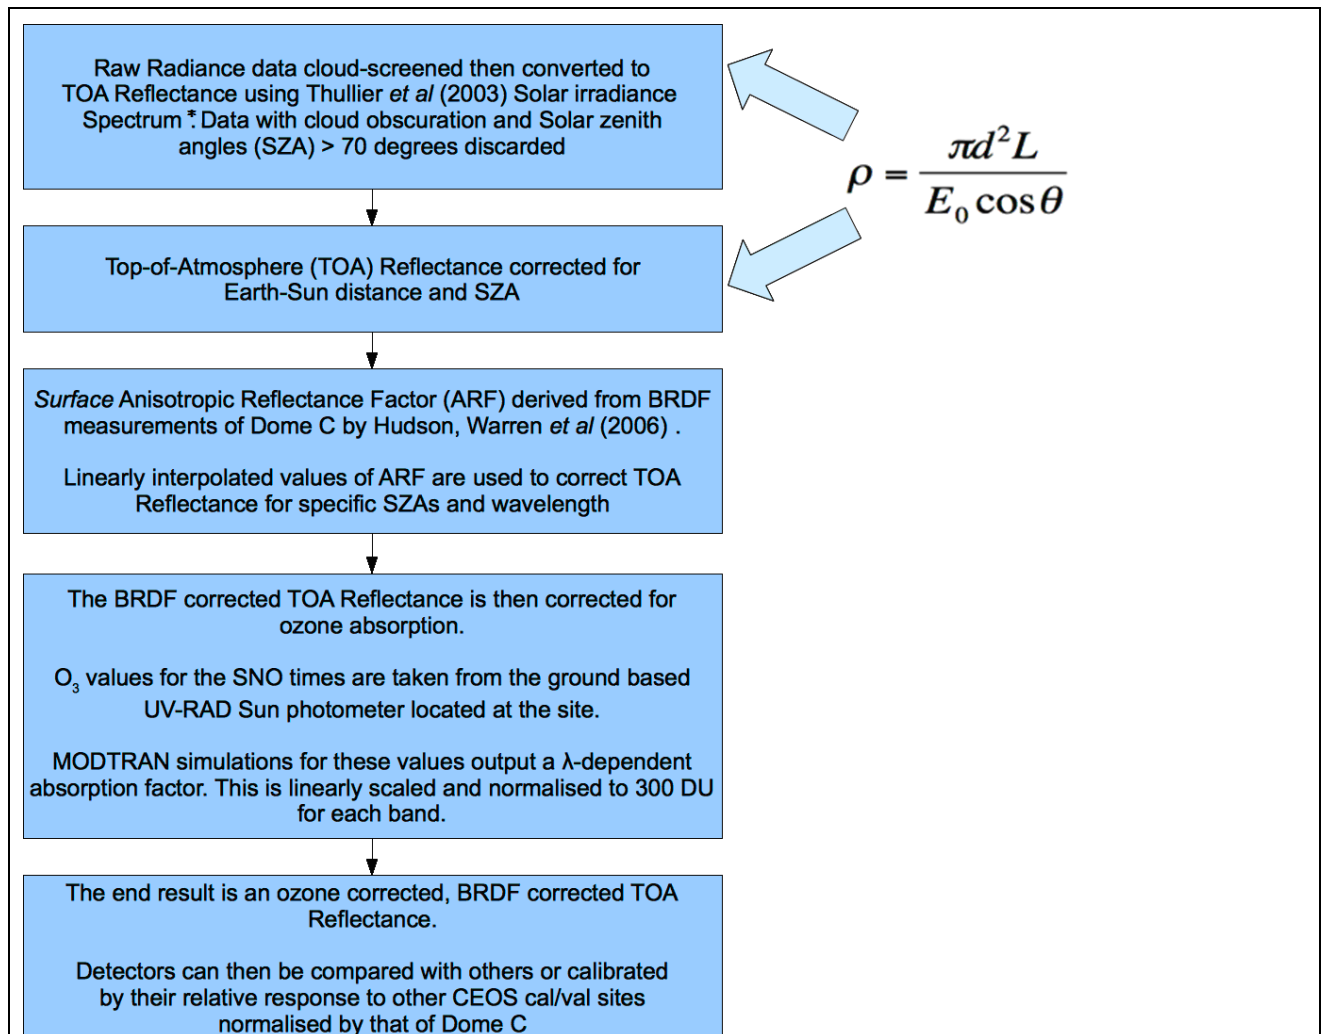 Raw Radiance data cloud-screened then converted to
TOA Reflectance using Thullier et al (2003) Solar irradiance
Spectrum*. Data with cloud obscuration and Solar zenith
angles (SZA) > 70 degrees discarded
ρ = πd²L / E₀ cos θ
Top-of-Atmosphere (TOA) Reflectance corrected for
Earth-Sun distance and SZA
Surface Anisotropic Reflectance Factor (ARF) derived from BRDF
measurements of Dome C by Hudson, Warren et al (2006) .
Linearly interpolated values of ARF are used to correct TOA
Reflectance for specific SZAs and wavelength
The BRDF corrected TOA Reflectance is then corrected for
ozone absorption.
O₃ values for the SNO times are taken from the ground based
UV-RAD Sun photometer located at the site.
MODTRAN simulations for these values output a λ-dependent
absorption factor. This is linearly scaled and normalised to 300 DU
for each band.
The end result is an ozone corrected, BRDF corrected TOA
Reflectance.
Detectors can then be compared with others or calibrated
by their relative response to other CEOS cal/val sites
normalised by that of Dome C